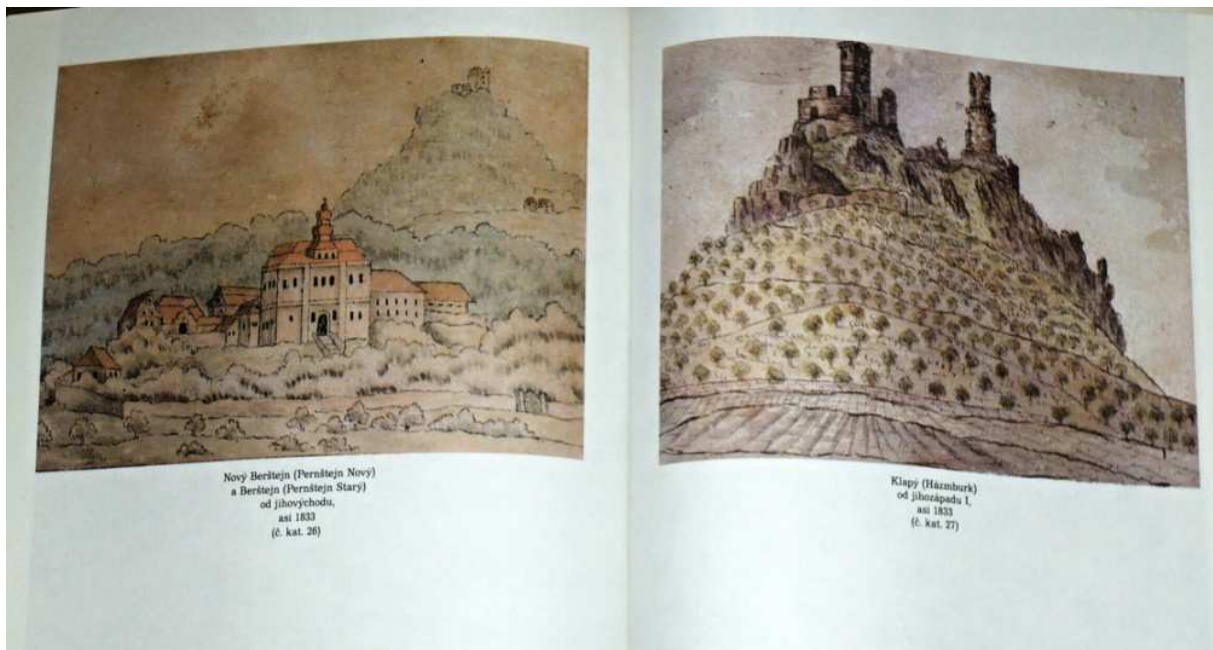 Nový Berštejn (Pernštejn Nový)
a Berštejn (Pernštejn Starý)
od jihovýchodu,
asi 1833
(č. kat. 26)
Klapý (Házmburk)
od jihozápadu I,
asi 1833
(č. kat. 27)